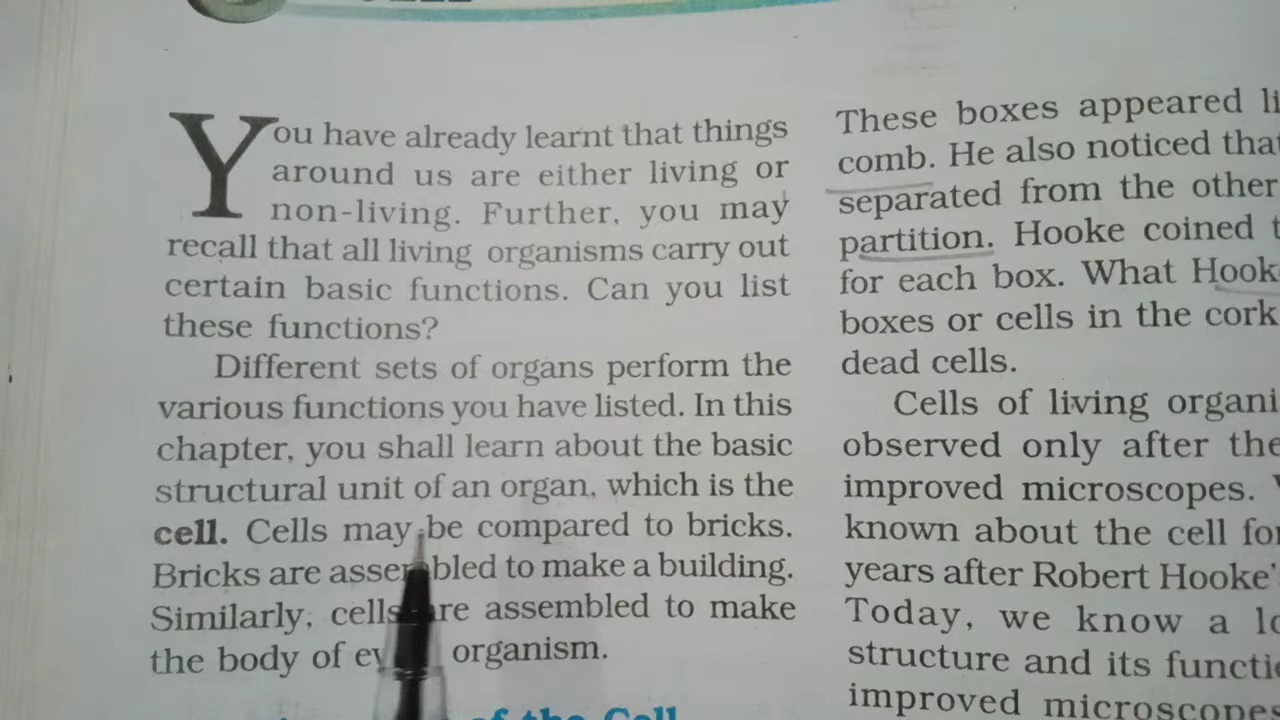 You have already learnt that things
around us are either living or
non-living. Further, you may
recall that all living organisms carry out
certain basic functions. Can you list
these functions?
Different sets of organs perform the
various functions you have listed. In this
chapter, you shall learn about the basic
structural unit of an organ, which is the
cell. Cells may be compared to bricks.
Bricks are assembled to make a building.
Similarly, cells are assembled to make
the body of organism.
of the Cell
These boxes appeared
comb. He also noticed
separated from the other
partition. Hooke coined
for each box. What
boxes or cells in the cork
dead cells.
Cells of living
observed only after the
improved microscopes.
known about the cell
years after Robert Hooke'
Today, we know a
structure and its
improved